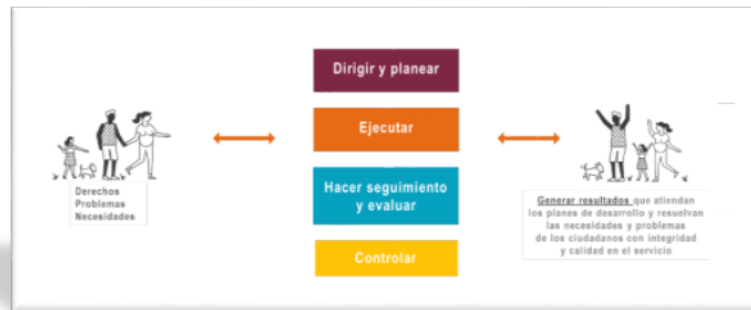 Derechos
Problemas
Necesidades
Dirigir y planear
Ejecutar
Hacer seguimiento
y evaluar
Controlar
Generar resultados que atiendan
los planes de desarrollo y resuelvan
las necesidades y problemas
de los ciudadanos con integridad
y calidad en el servicio